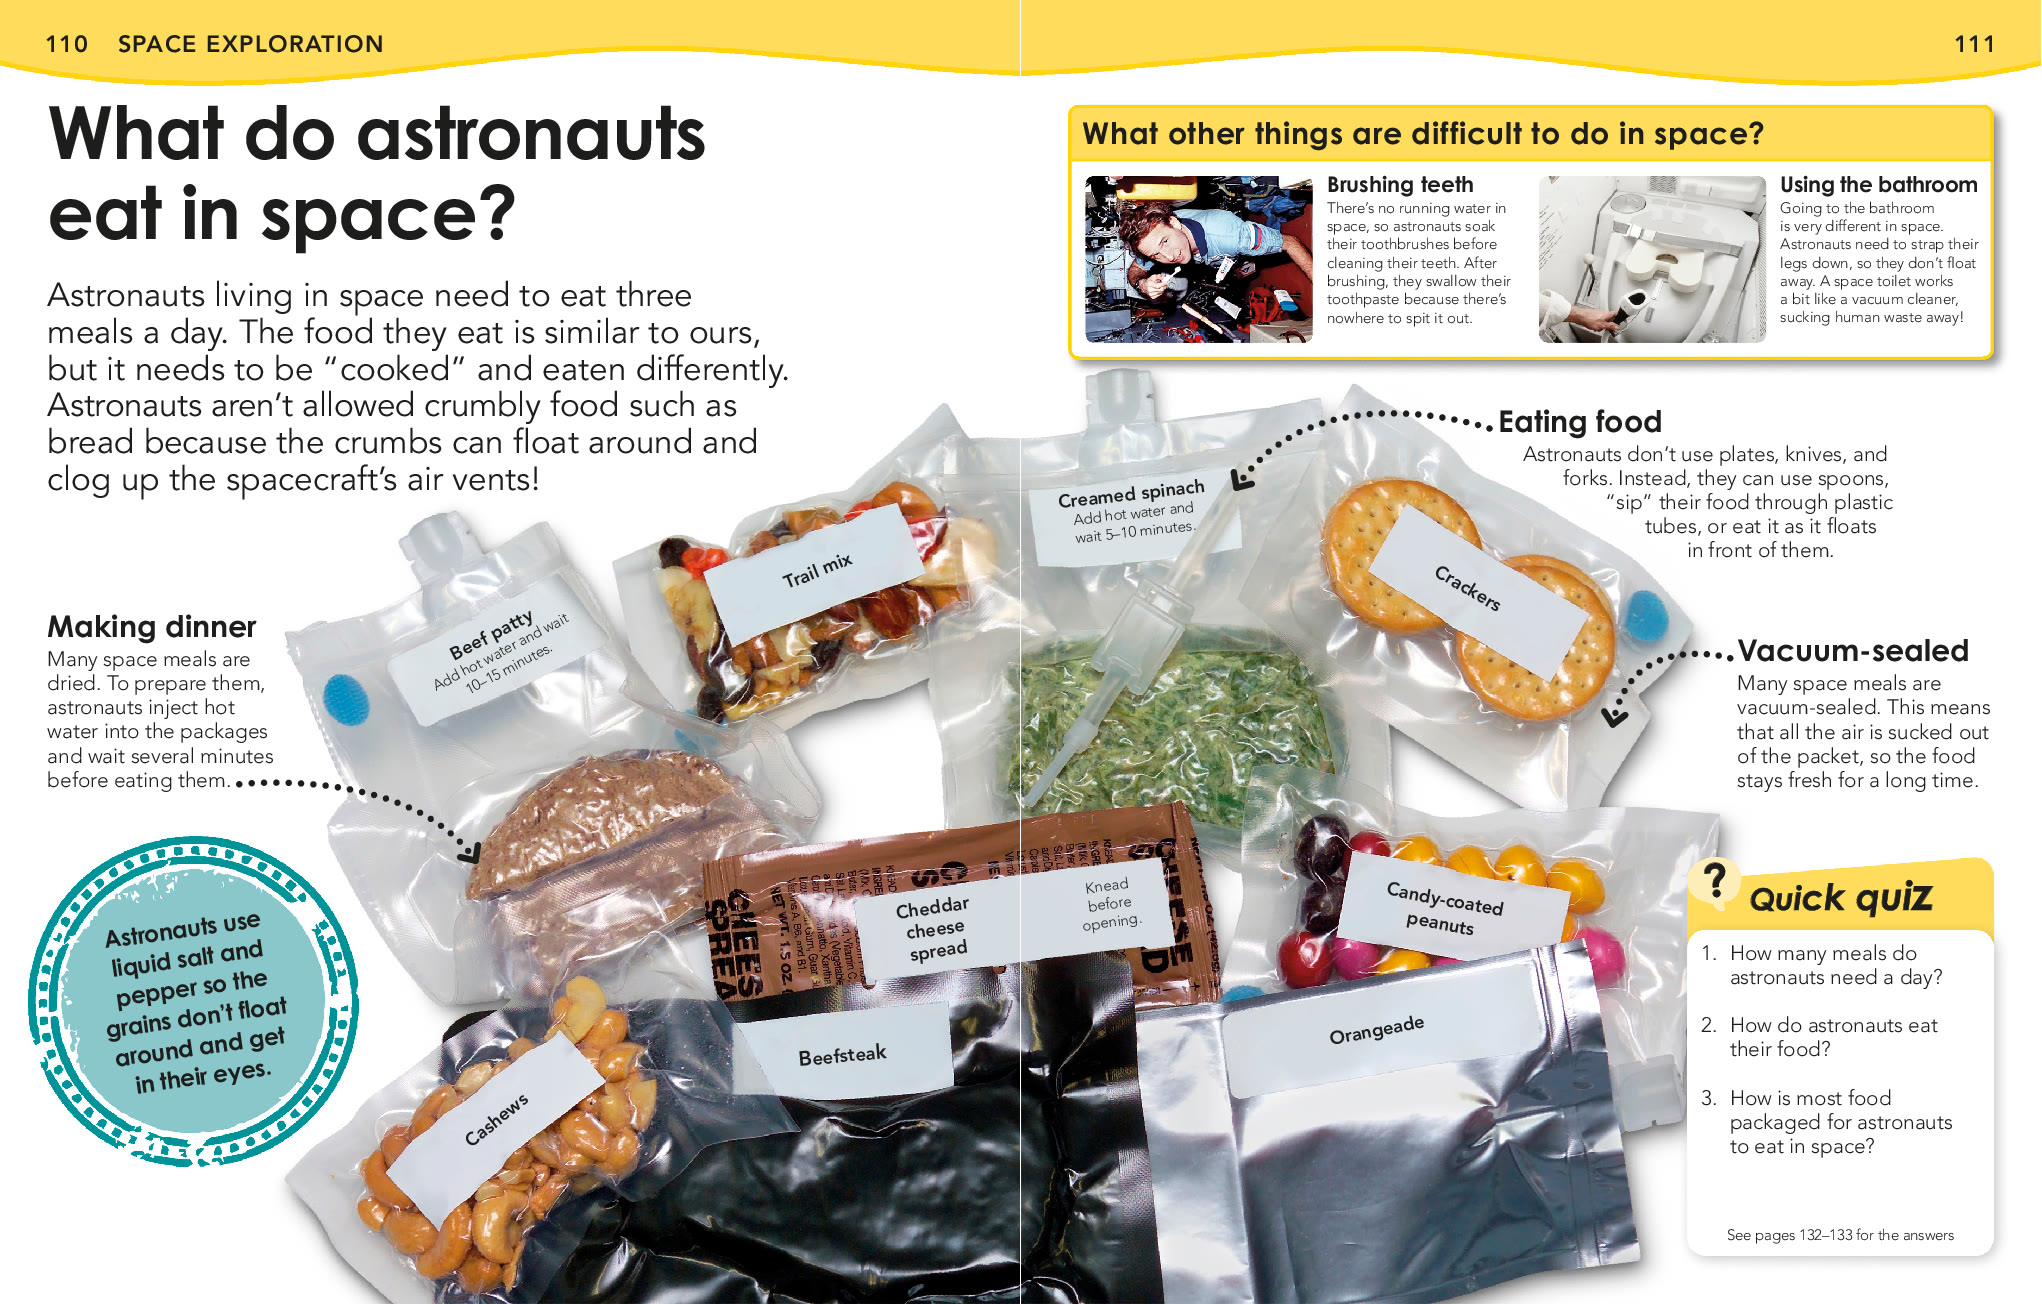 110 SPACE EXPLORATION
111
What do astronauts
eat in space?
Astronauts living in space need to eat three
meals a day. The food they eat is similar to ours,
but it needs to be “cooked” and eaten differently.
Astronauts aren’t allowed crumbly food such as
bread because the crumbs can float around and
clog up the spacecraft’s air vents!
What other things are difficult to do in space?
Brushing teeth
There’s no running water in
space, so astronauts soak
their toothbrushes before
cleaning their teeth. After
brushing, they swallow their
toothpaste because there’s
nowhere to spit it out.
Using the bathroom
Going to the bathroom
is very different in space.
Astronauts need to strap their
legs down, so they don’t float
away. A space toilet works
a bit like a vacuum cleaner,
sucking human waste away!
Eating food
Astronauts don’t use plates, knives, and
forks. Instead, they can use spoons,
“sip” their food through plastic
tubes, or eat it as it floats
in front of them.
Making dinner
Many space meals are
dried. To prepare them,
astronauts inject hot
water into the packages
and wait several minutes
before eating them.
Vacuum-sealed
Many space meals are
vacuum-sealed. This means
that all the air is sucked out
of the packet, so the food
stays fresh for a long time.
Beef patty
Add hot water and wait
10–15 minutes.
Trail mix
Creamed spinach
Add hot water and
wait 5–10 minutes.
Crackers
Cheddar
cheese
spread
Knead
before
opening.
CHEES
SPREA
NET WT. 1.5 OZ.
Candy-coated
peanuts
Cashews
Beefsteak
Orangeade
Astronauts use
liquid salt and
pepper so the
grains don’t float
around and get
in their eyes.
?
Quick quiz
1. How many meals do
astronauts need a day?
2. How do astronauts eat
their food?
3. How is most food
packaged for astronauts
to eat in space?
See pages 132–133 for the answers